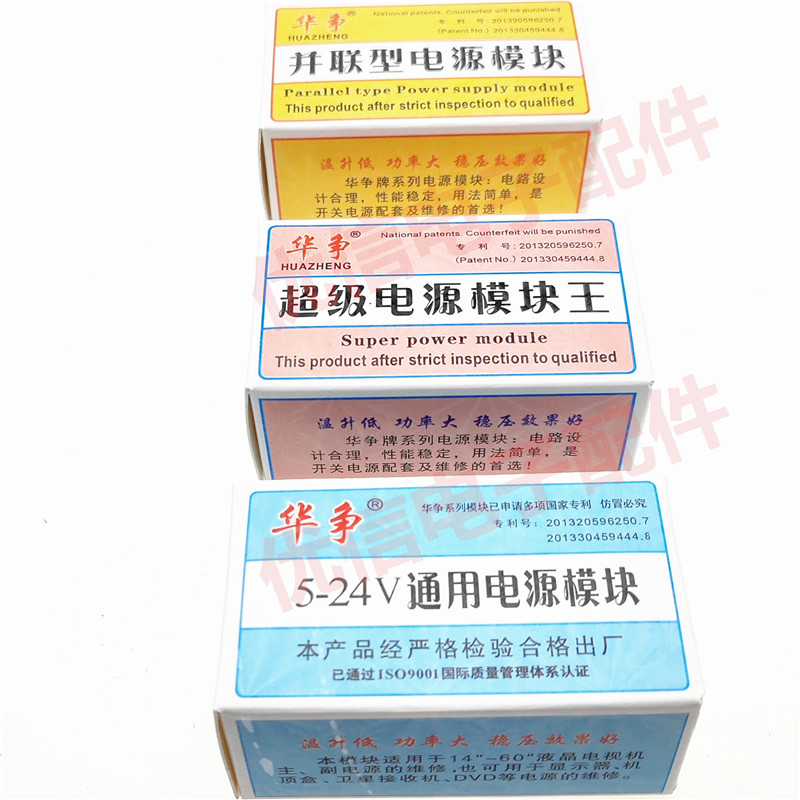 华争®
HUAZHENG
National patents. Counterfeit will be punished
专 利 号:201320596250.7
(Patent No.) 201330459444.8
并联型电源模块
Parallel type Power supply module
This product after strict inspection to qualified
温升低 功率大 稳压效果好
华争牌系列电源模块:电路设
计合理,性能稳定,用法简单,是
开关电源配套及维修的首选!
华争®
HUAZHENG
National patents. Counterfeit will be punished
专 利 号:201320596250.7
(Patent No.) 201330459444.8
超级电源模块王
Super power module
This product after strict inspection to qualified
温升低 功率大 稳压效果好
华争牌系列电源模块:电路设
计合理,性能稳定,用法简单,是
开关电源配套及维修的首选!
华争®
华争系列模块已申请多项国家专利 仿冒必究
专利号:201320596250.7
201330459444.8
5-24V通用电源模块
本产品经严格检验合格出厂
已通过ISO9001国际质量管理体系认证
温升低 功率大 稳压效果好
本模块适用于14"-60"液晶电视机
主、副电源的维修,也可用于显示器、机
顶盒、卫星接收机、DVD等电源的维修。
优信电子配件
优信电子配件